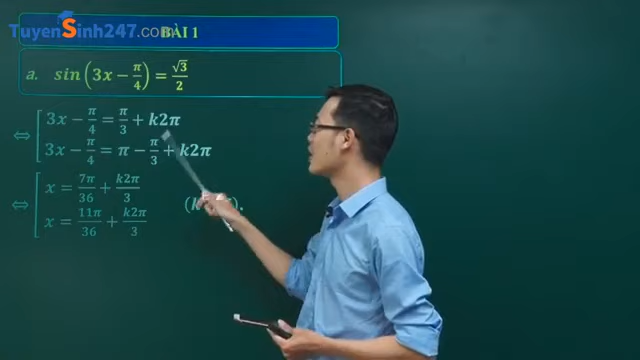 TuyenSinh247.com
BÀI 1
a. sin(3x − π/4) = √3/2
⇔ [ 3x − π/4 = π/3 + k2π
3x − π/4 = π − π/3 + k2π
⇔ [ x = 7π/36 + k2π/3
x = 11π/36 + k2π/3